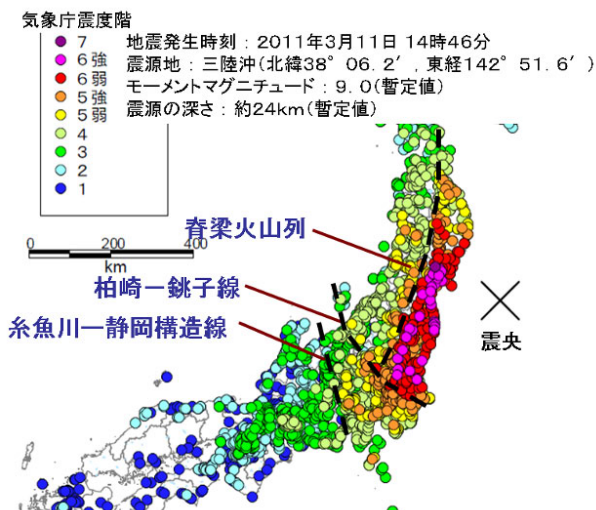 気象庁震度階
7
6強
6弱
5強
5弱
4
3
2
1
地震発生時刻：2011年3月11日 14時46分
震源地：三陸沖(北緯38°06.2′,東経142°51.6′)
モーメントマグニチュード：9.0(暫定値)
震源の深さ：約24km(暫定値)
0 200 400
km
脊梁火山列
柏崎ー銚子線
糸魚川ー静岡構造線
震央